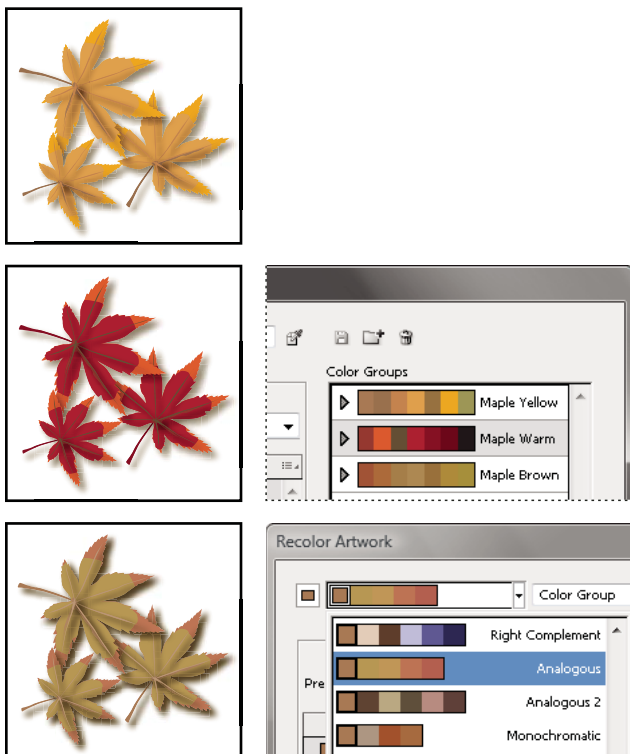 Color Groups
Maple Yellow
Maple Warm
Maple Brown
Recolor Artwork
Color Group
Right Complement
Analogous
Pre
Analogous 2
Monochromatic